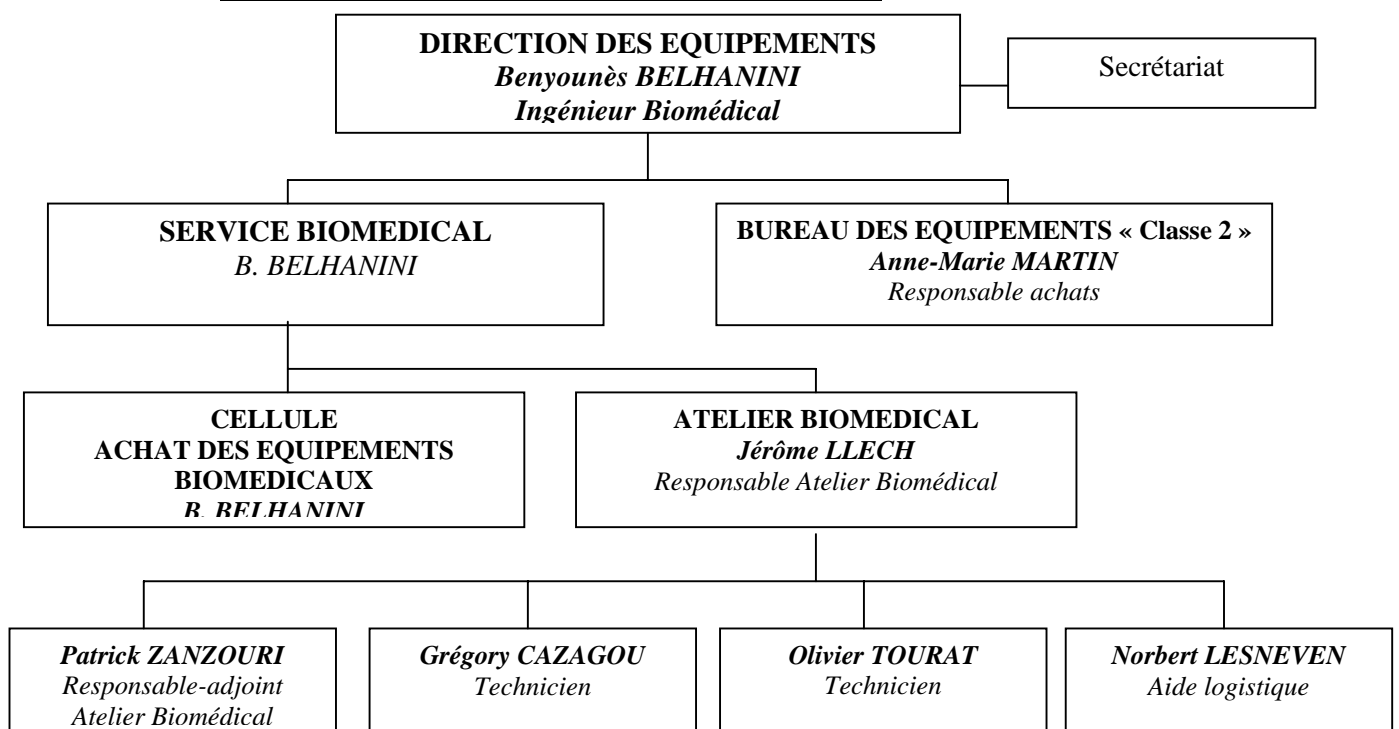 DIRECTION DES EQUIPEMENTS
Benyounès BELHANINI
Ingénieur Biomédical
Secrétariat
SERVICE BIOMEDICAL
B. BELHANINI
BUREAU DES EQUIPEMENTS « Classe 2 »
Anne-Marie MARTIN
Responsable achats
CELLULE
ACHAT DES EQUIPEMENTS
BIOMEDICAUX
B. BELHANINI
ATELIER BIOMEDICAL
Jérôme LLECH
Responsable Atelier Biomédical
Patrick ZANZOURI
Responsable-adjoint
Atelier Biomédical
Grégory CAZAGOU
Technicien
Olivier TOURAT
Technicien
Norbert LESNEVEN
Aide logistique